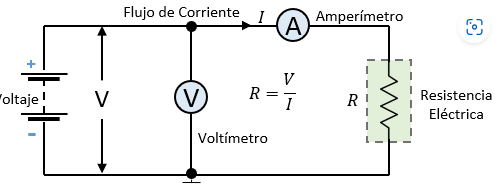 Flujo de Corriente
I
Amperímetro
A
+
Voltaje
-
V
V
R = V/I
R
Resistencia
Eléctrica
Voltímetro